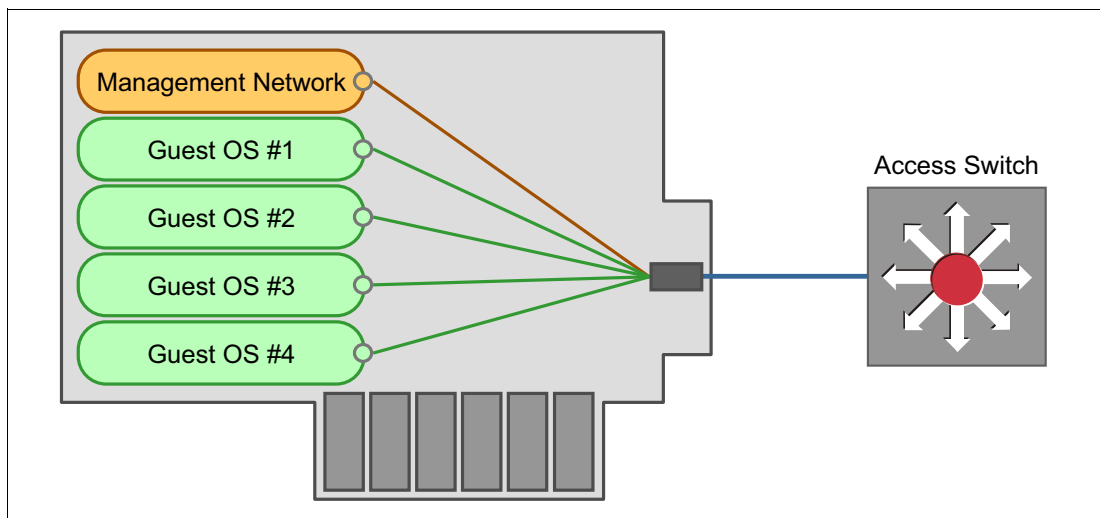 Management Network
Guest OS #1
Guest OS #2
Guest OS #3
Guest OS #4
Access Switch